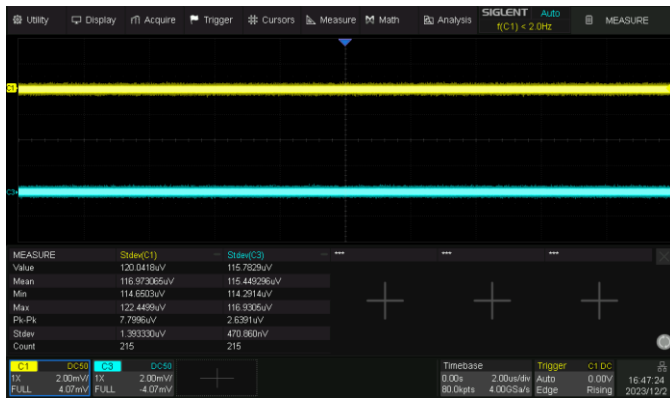 Utility Display Acquire Trigger Cursors Measure Math Analysis SIGLENT Auto MEASURE
f(C1) < 2.0Hz
C1
C3
MEASURE Stdev(C1) Stdev(C3) *** *** ***
Value 120.0418uV 115.7829uV
Mean 116.973065uV 115.449296uV
Min 114.6503uV 114.2914uV
Max 122.4499uV 116.9305uV
Pk-Pk 7.7996uV 2.6391uV
Stdev 1.393330uV 470.860nV
Count 215 215
C1 DC50 C3 DC50 Timebase Trigger C1 DC
1X 2.00mV/ 1X 2.00mV/ 0.00s 2.00us/div Auto 0.00V 16:47:24
FULL 4.07mV FULL -4.07mV 80.0kpts 4.00GSa/s Edge Rising 2023/12/2